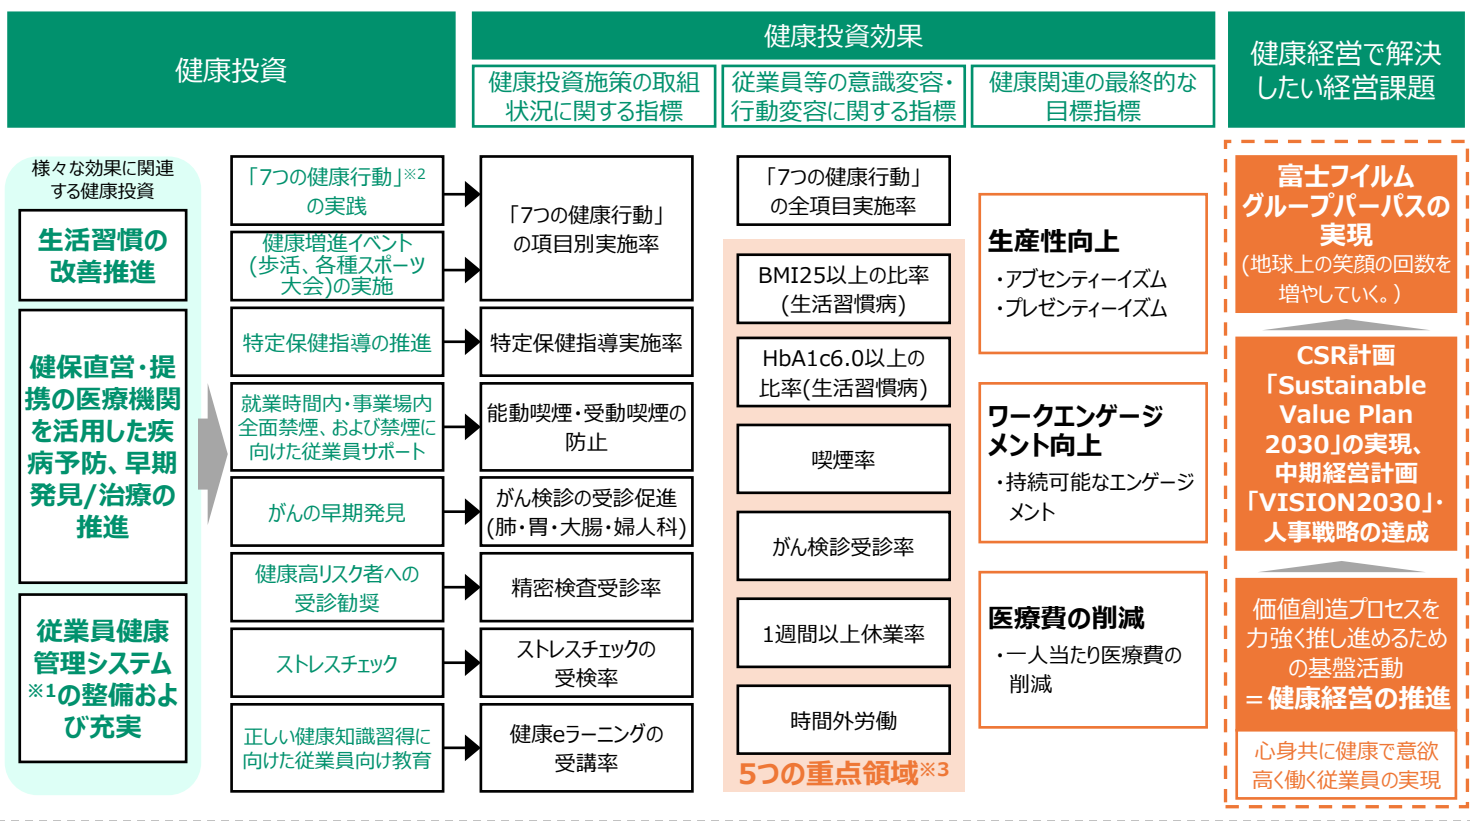 健康投資
健康投資効果
健康経営で解決
したい経営課題
健康投資施策の取組
状況に関する指標
従業員等の意識変容・
行動変容に関する指標
健康関連の最終的な
目標指標
様々な効果に関連
する健康投資
生活習慣の
改善推進
健保直営・提
携の医療機関
を活用した疾
病予防、早期
発見/治療の
推進
従業員健康
管理システム
※1の整備およ
び充実
「7つの健康行動」※2
の実践
健康増進イベント
(歩活、各種スポーツ
大会)の実施
特定保健指導の推進
就業時間内・事業場内
全面禁煙、および禁煙に
向けた従業員サポート
がんの早期発見
健康高リスク者への
受診勧奨
ストレスチェック
正しい健康知識習得に
向けた従業員向け教育
「7つの健康行動」
の項目別実施率
特定保健指導実施率
能動喫煙・受動喫煙の
防止
がん検診の受診促進
(肺・胃・大腸・婦人科)
精密検査受診率
ストレスチェックの
受検率
健康eラーニングの
受講率
「7つの健康行動」
の全項目実施率
BMI25以上の比率
(生活習慣病)
HbA1c6.0以上の
比率(生活習慣病)
喫煙率
がん検診受診率
1週間以上休業率
時間外労働
5つの重点領域※3
生産性向上
・アブセンティーイズム
・プレゼンティーイズム
ワークエンゲージ
メント向上
・持続可能なエンゲージ
メント
医療費の削減
・一人当たり医療費の
削減
富士フイルム
グループパーパスの
実現
(地球上の笑顔の回数を
増やしていく。)
CSR計画
「Sustainable
Value Plan
2030」の実現、
中期経営計画
「VISION2030」・
人事戦略の達成
価値創造プロセスを
力強く推し進めるため
の基盤活動
＝健康経営の推進
心身共に健康で意欲
高く働く従業員の実現